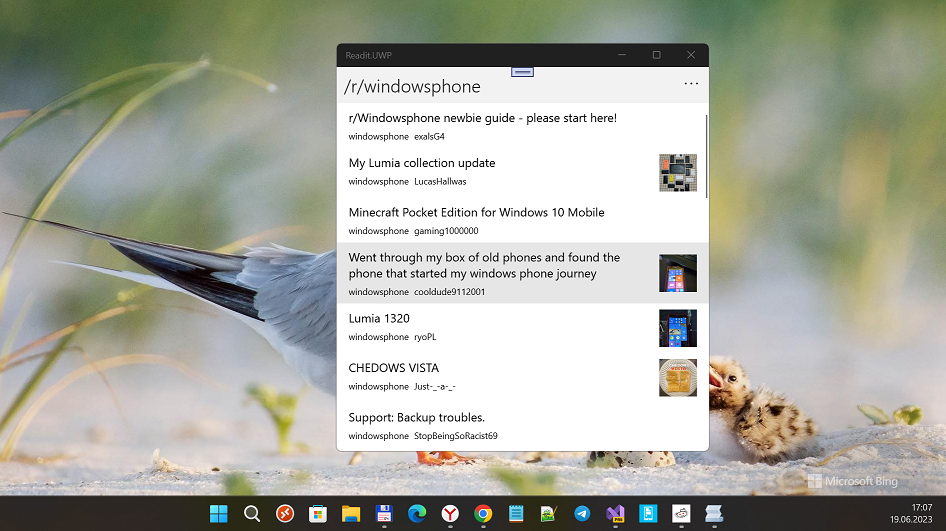 Readit.UWP
/r/windowsphone
r/Windowsphone newbie guide - please start here!
windowsphone exalsG4
My Lumia collection update
windowsphone LucasHallwas
Minecraft Pocket Edition for Windows 10 Mobile
windowsphone gaming1000000
Went through my box of old phones and found the
phone that started my windows phone journey
windowsphone cooldude9112001
Lumia 1320
windowsphone ryoPL
CHEDOWS VISTA
windowsphone Just-_-a-_-
Support: Backup troubles.
windowsphone StopBeingSoRacist69
Microsoft Bing
17:07
19.06.2023